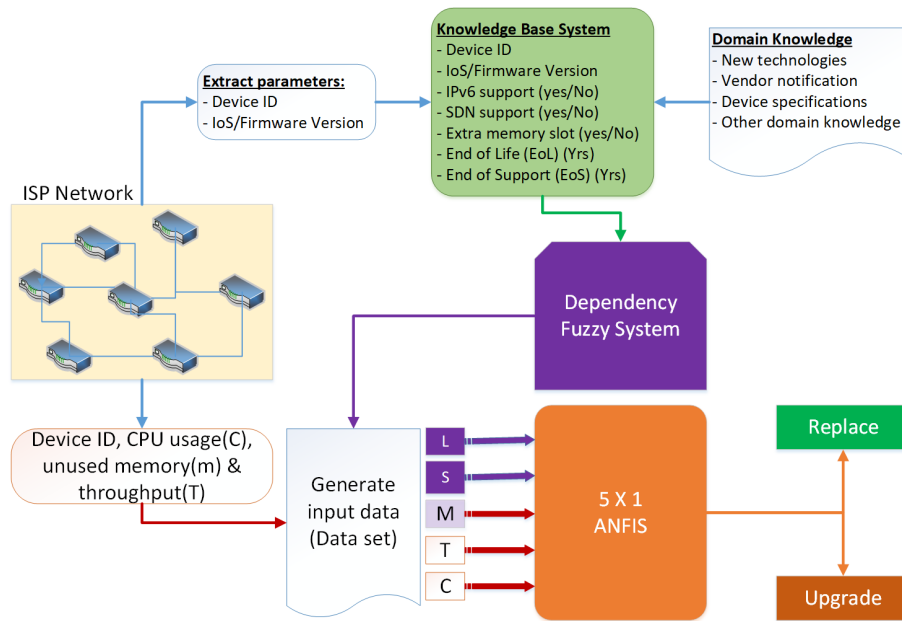 Knowledge Base System
- Device ID
- IoS/Firmware Version
- IPv6 support (yes/No)
- SDN support (yes/No)
- Extra memory slot (yes/No)
- End of Life (EoL) (Yrs)
- End of Support (EoS) (Yrs)
Domain Knowledge
- New technologies
- Vendor notification
- Device specifications
- Other domain knowledge
Extract parameters:
- Device ID
- IoS/Firmware Version
ISP Network
Dependency
Fuzzy System
Device ID, CPU usage(C),
unused memory(m) &
throughput(T)
Generate
input data
(Data set)
L
S
M
T
C
5 X 1
ANFIS
Replace
Upgrade